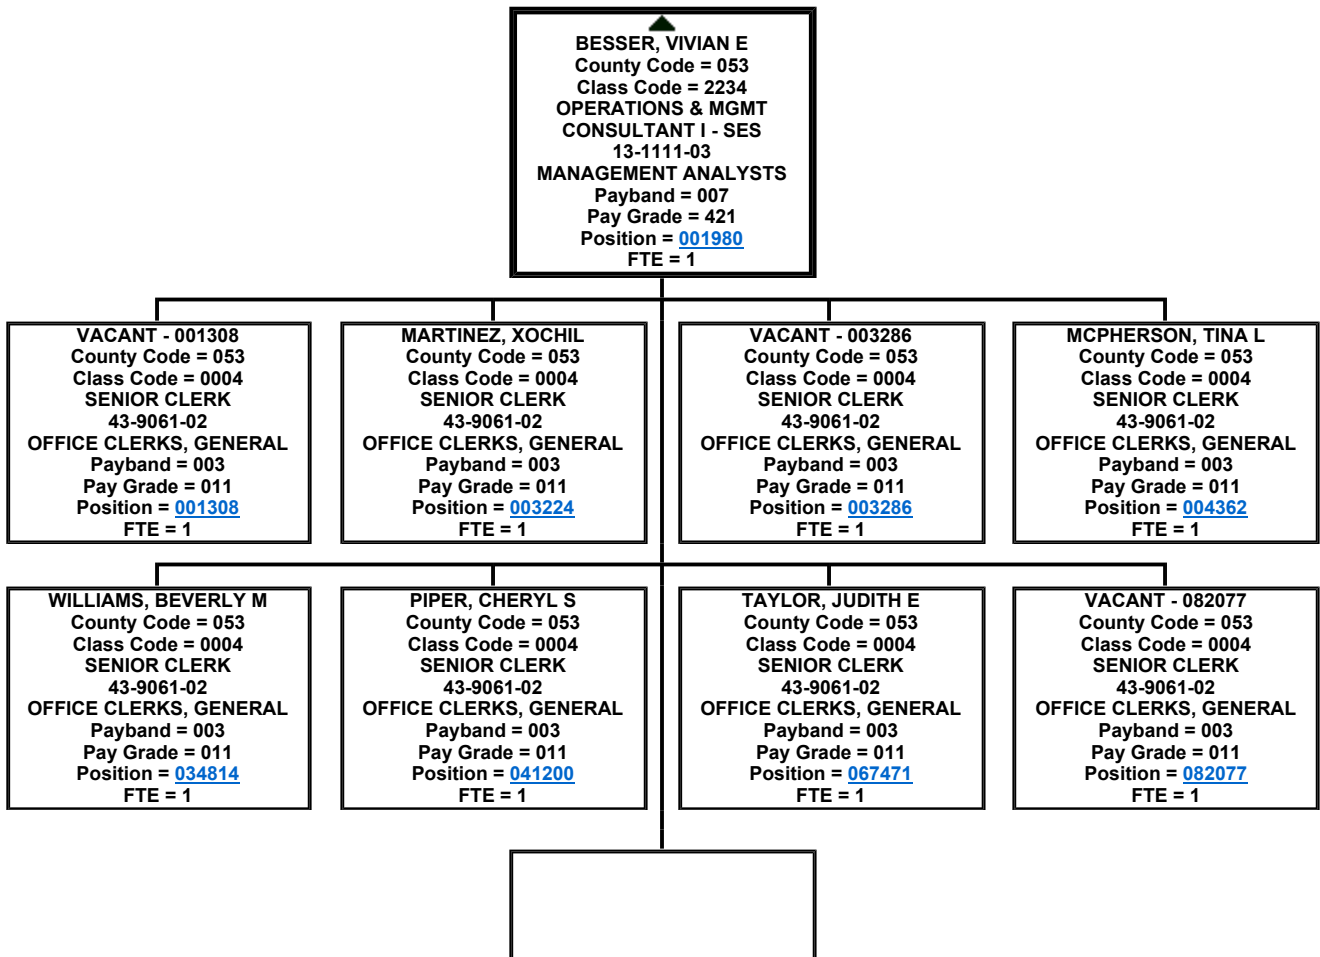 BESSER, VIVIAN E
County Code = 053
Class Code = 2234
OPERATIONS & MGMT
CONSULTANT I - SES
13-1111-03
MANAGEMENT ANALYSTS
Payband = 007
Pay Grade = 421
Position = 001980
FTE = 1
VACANT - 001308
County Code = 053
Class Code = 0004
SENIOR CLERK
43-9061-02
OFFICE CLERKS, GENERAL
Payband = 003
Pay Grade = 011
Position = 001308
FTE = 1
MARTINEZ, XOCHIL
County Code = 053
Class Code = 0004
SENIOR CLERK
43-9061-02
OFFICE CLERKS, GENERAL
Payband = 003
Pay Grade = 011
Position = 003224
FTE = 1
VACANT - 003286
County Code = 053
Class Code = 0004
SENIOR CLERK
43-9061-02
OFFICE CLERKS, GENERAL
Payband = 003
Pay Grade = 011
Position = 003286
FTE = 1
MCPHERSON, TINA L
County Code = 053
Class Code = 0004
SENIOR CLERK
43-9061-02
OFFICE CLERKS, GENERAL
Payband = 003
Pay Grade = 011
Position = 004362
FTE = 1
WILLIAMS, BEVERLY M
County Code = 053
Class Code = 0004
SENIOR CLERK
43-9061-02
OFFICE CLERKS, GENERAL
Payband = 003
Pay Grade = 011
Position = 034814
FTE = 1
PIPER, CHERYL S
County Code = 053
Class Code = 0004
SENIOR CLERK
43-9061-02
OFFICE CLERKS, GENERAL
Payband = 003
Pay Grade = 011
Position = 041200
FTE = 1
TAYLOR, JUDITH E
County Code = 053
Class Code = 0004
SENIOR CLERK
43-9061-02
OFFICE CLERKS, GENERAL
Payband = 003
Pay Grade = 011
Position = 067471
FTE = 1
VACANT - 082077
County Code = 053
Class Code = 0004
SENIOR CLERK
43-9061-02
OFFICE CLERKS, GENERAL
Payband = 003
Pay Grade = 011
Position = 082077
FTE = 1